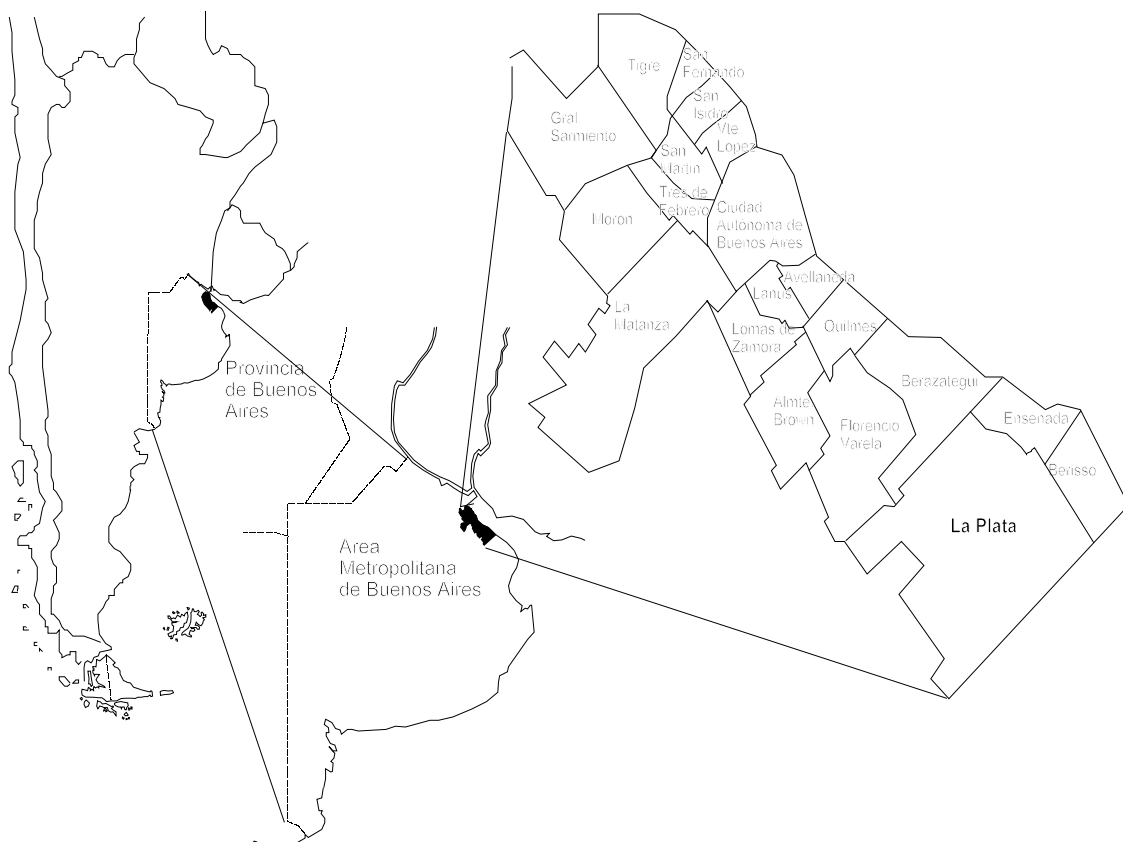 Tigre
San
Fernando
San
Isidro
Vte
Lopez
Gral
Sarmiento
San
Martin
Tres de
Febrero
Moron
Ciudad
Autónoma de
Buenos Aires
Avellaneda
Lanus
La
Matanza
Lomas de
Zamora
Quilmes
Provincia
de Buenos
Aires
Berazategui
Almte
Brown
Florencio
Varela
Ensenada
Berisso
La Plata
Area
Metropolitana
de Buenos Aires